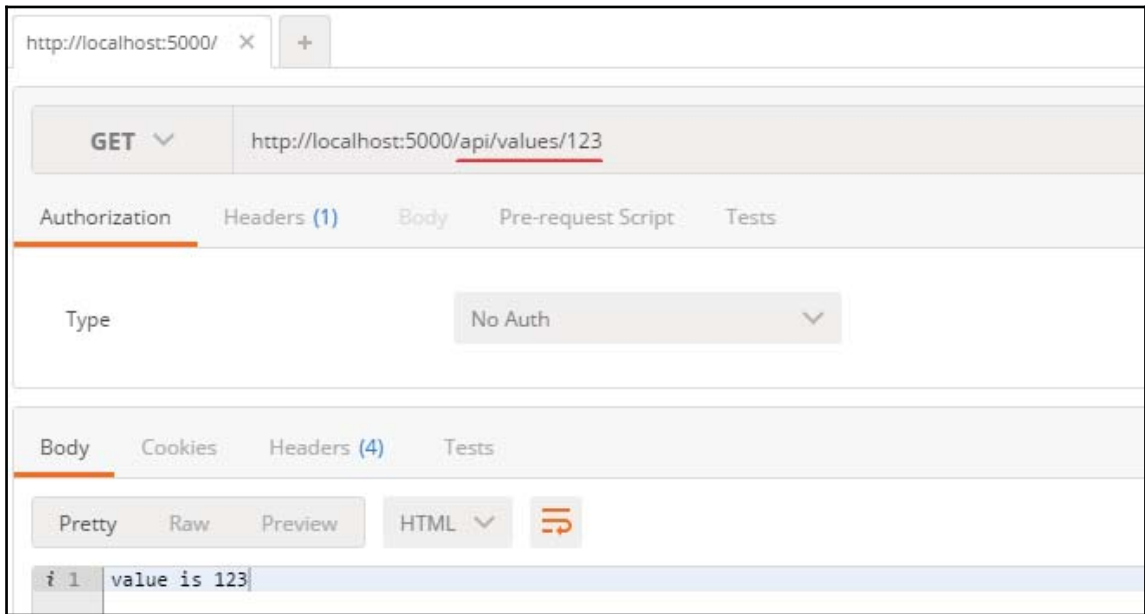 http://localhost:5000/ × +
GET http://localhost:5000/api/values/123
Authorization Headers (1) Body Pre-request Script Tests
Type No Auth
Body Cookies Headers (4) Tests
Pretty Raw Preview HTML
i 1 value is 123